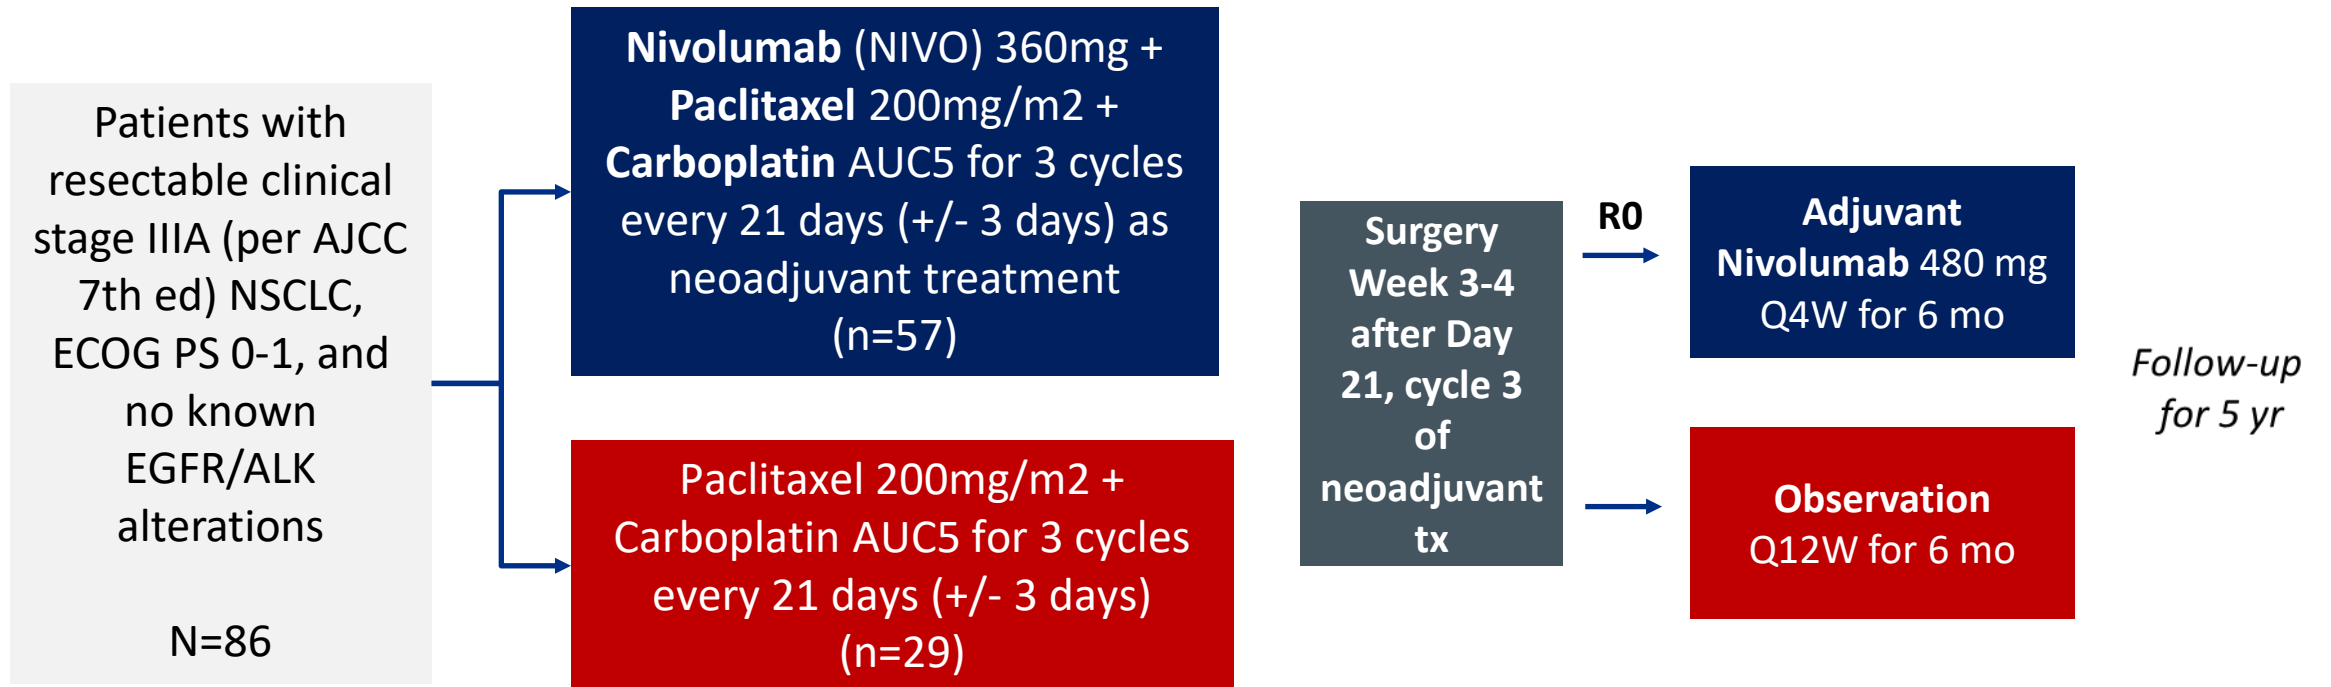 Patients with
resectable clinical
stage IIIA (per AJCC
7th ed) NSCLC,
ECOG PS 0-1, and
no known
EGFR/ALK
alterations
N=86
Nivolumab (NIVO) 360mg +
Paclitaxel 200mg/m2 +
Carboplatin AUC5 for 3 cycles
every 21 days (+/- 3 days) as
neoadjuvant treatment
(n=57)
Paclitaxel 200mg/m2 +
Carboplatin AUC5 for 3 cycles
every 21 days (+/- 3 days)
(n=29)
Surgery
Week 3-4
after Day
21, cycle 3
of
neoadjuvant
tx
R0
Adjuvant
Nivolumab 480 mg
Q4W for 6 mo
Observation
Q12W for 6 mo
Follow-up
for 5 yr